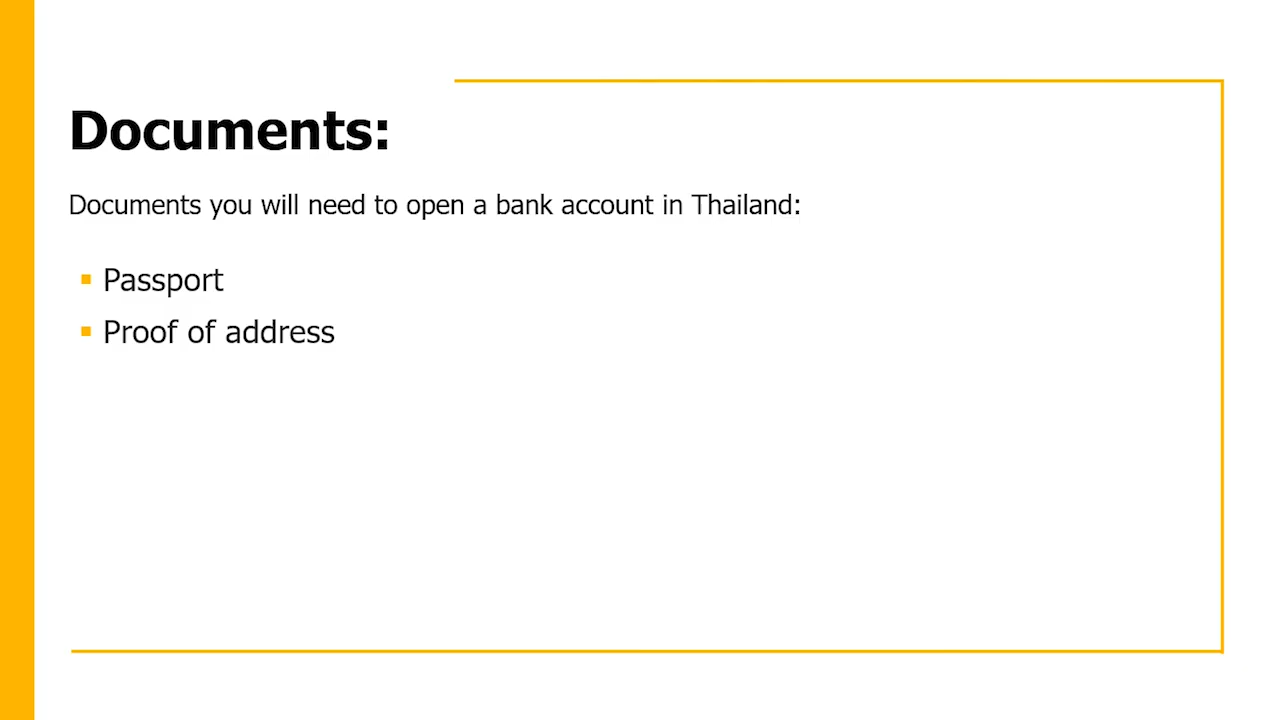 Documents:
Documents you will need to open a bank account in Thailand:
▪ Passport
▪ Proof of address